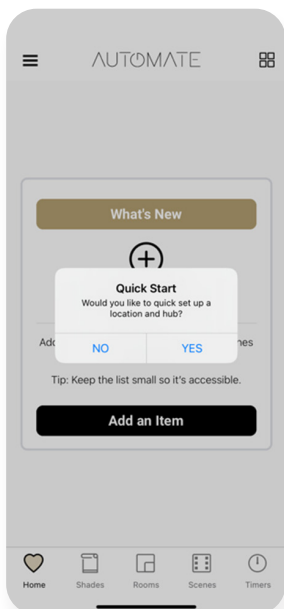 AUTOMATE
What's New
Quick Start
Would you like to quick set up a
location and hub?
NO YES
Tip: Keep the list small so it's accessible.
Add an Item
Home Shades Rooms Scenes Timers